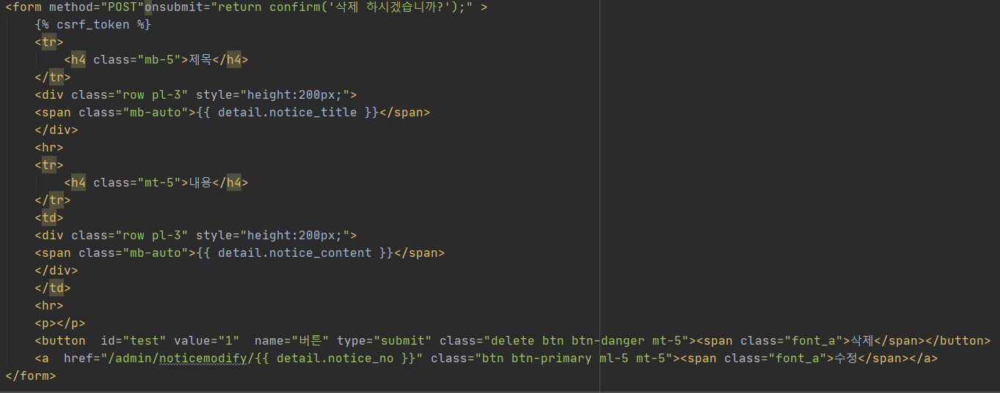 <form method="POST"onsubmit="return confirm('삭제 하시겠습니까?');" >
    {% csrf_token %}
    <tr>
        <h4 class="mb-5">제목</h4>
    </tr>
    <div class="row pl-3" style="height:200px;">
    <span class="mb-auto">{{ detail.notice_title }}</span>
    </div>
    <hr>
    <tr>
        <h4 class="mt-5">내용</h4>
    </tr>
    <td>
    <div class="row pl-3" style="height:200px;">
    <span class="mb-auto">{{ detail.notice_content }}</span>
    </div>
    </td>
    <hr>
    <p></p>
    <button  id="test" value="1"  name="버튼" type="submit" class="delete btn btn-danger mt-5"><span class="font_a">삭제</span></button>
    <a  href="/admin/noticemodify/{{ detail.notice_no }}" class="btn btn-primary ml-5 mt-5"><span class="font_a">수정</span></a>
</form>